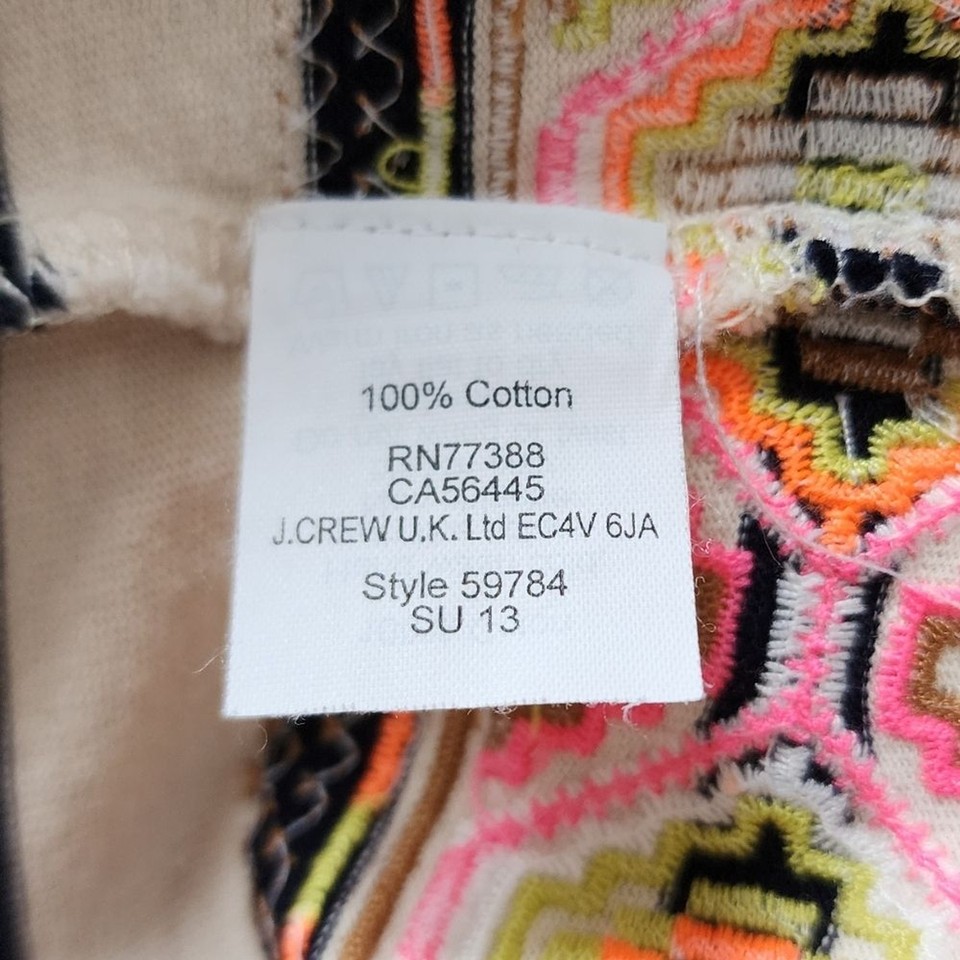 100% Cotton
RN77388
CA56445
J.CREW U.K. Ltd EC4V 6JA
Style 59784
SU 13